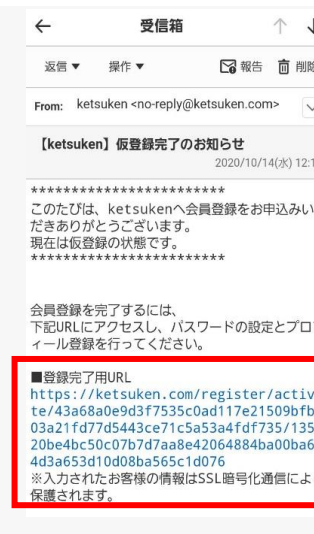 受信箱
返信▼ 操作▼ 報告 削除
From: ketsuken <no-reply@ketsuken.com>
【ketsuken】仮登録完了のお知らせ
2020/10/14(水) 12:1
************************
このたびは、ketsukenへ会員登録をお申込みい
だきありがとうございます。
現在は仮登録の状態です。
************************
会員登録を完了するには、
下記URLにアクセスし、パスワードの設定とプロ
ィール登録を行ってください。
■登録完了用URL
https://ketsuken.com/register/activ
te/43a68a0e9d3f7535c0ad117e21509bfb
03a21fd77d5443ce71c5a53a4fdf735/135
20be4bc50c07b7d7aa8e42064884ba00ba6
4d3a653d10d08ba565c1d076
※入力されたお客様の情報はSSL暗号化通信によ
保護されます。